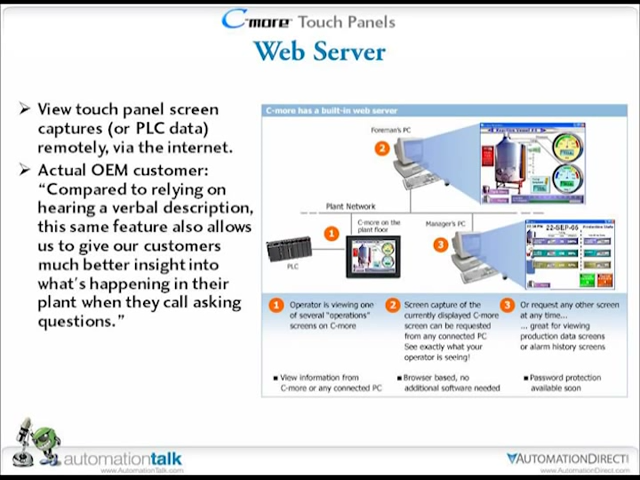 C-more Touch Panels
Web Server
View touch panel screen
captures (or PLC data)
remotely, via the internet.
Actual OEM customer:
“Compared to relying on
hearing a verbal description,
this same feature also allows
us to give our customers
much better insight into
what's happening in their
plant when they call asking
questions.”
C-more has a built-in web server
Foreman's PC
2
Plant Network
1
C-more on the
plant floor
PLC
Manager's PC
3
22-SEP-05
1 Operator is viewing one
of several "operations"
screens on C-more
2 Screen capture of the
currently displayed C-more
screen can be requested
from any connected PC
See exactly what your
operator is seeing!
3 Or request any other screen
at any time...
... great for viewing
production data screens
or alarm history screens
View information from
C-more or any connected PC
Browser based, no
additional software needed
Password protection
available soon
automationtalk
www.AutomationTalk.com
AUTOMATIONDIRECT
www.AutomationDirect.com